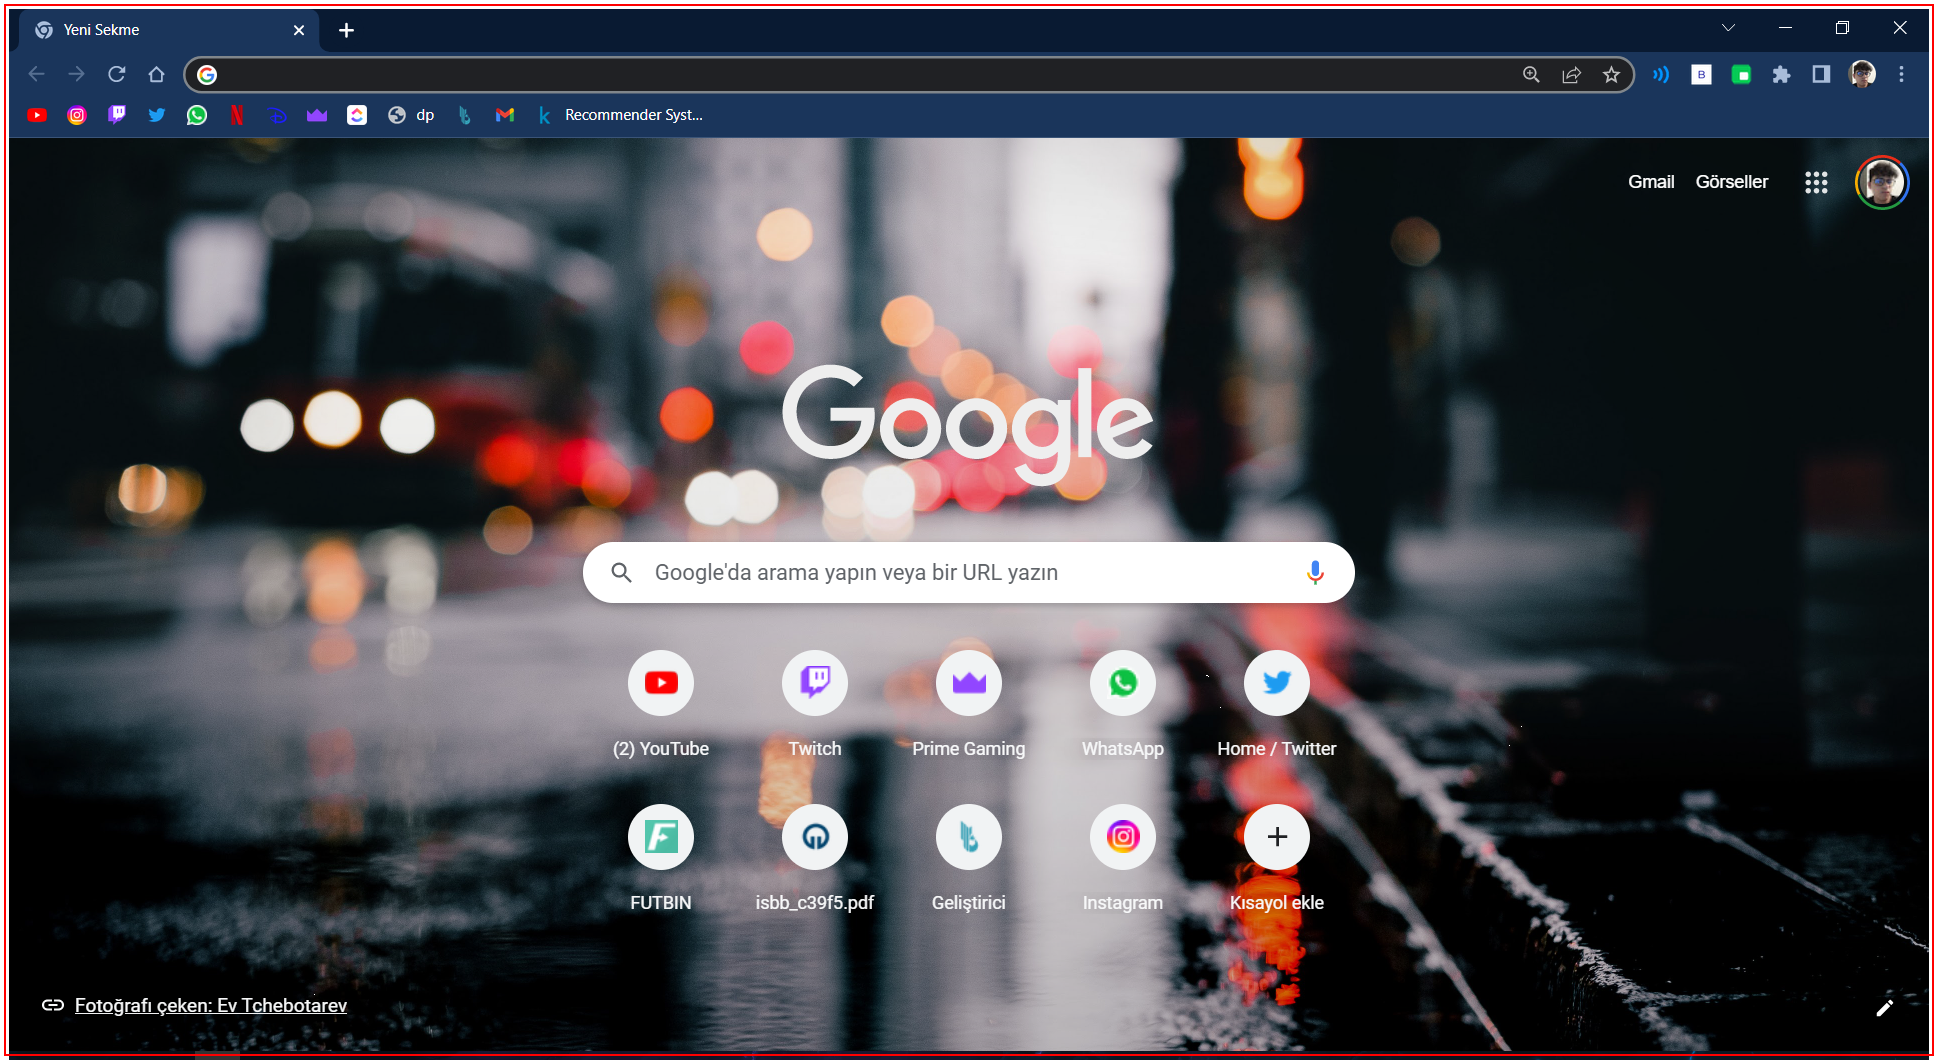 Yeni Sekme
dp
Recommender Syst...
Gmail Görseller
Google
Google'da arama yapın veya bir URL yazın
(2) YouTube Twitch Prime Gaming WhatsApp Home / Twitter
FUTBIN isbb_c39f5.pdf Geliştirici Instagram Kısayol ekle
Fotoğrafı çeken: Ev Tchebotarev